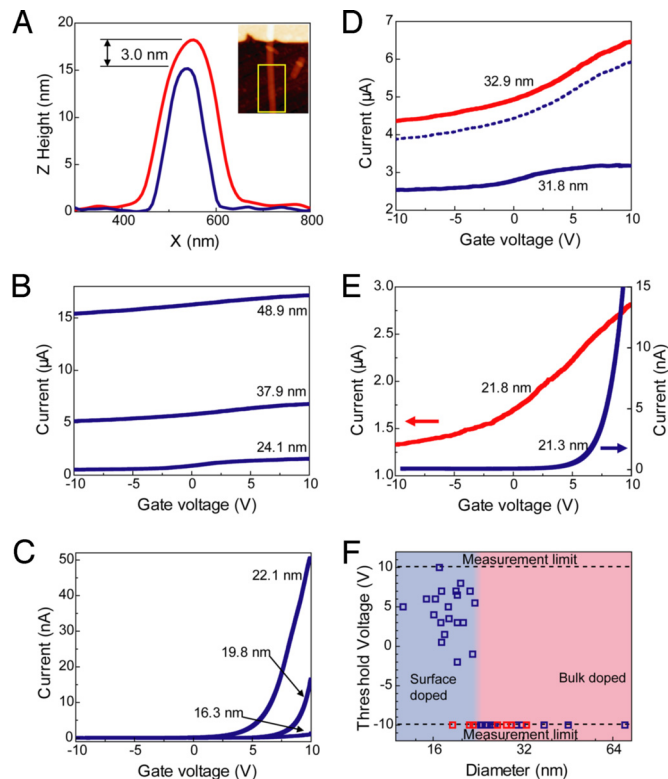 A
Z Height (nm)
20
15
10
5
0
3.0 nm
400
600
800
X (nm)
D
Current (µA)
7
6
5
4
3
2
32.9 nm
31.8 nm
-10
-5
0
5
10
Gate voltage (V)
B
Current (µA)
15
10
5
0
48.9 nm
37.9 nm
24.1 nm
-10
-5
0
5
10
Gate voltage (V)
E
Current (µA)
3.0
2.5
2.0
1.5
1.0
21.8 nm
21.3 nm
15
10
5
0
Current (nA)
-10
-5
0
5
10
Gate voltage (V)
C
Current (nA)
50
40
30
20
10
0
22.1 nm
19.8 nm
16.3 nm
-10
-5
0
5
10
Gate voltage (V)
F
Threshold Voltage (V)
10
5
0
-5
-10
Measurement limit
Surface
doped
Bulk doped
Measurement limit
16
32
64
Diameter (nm)